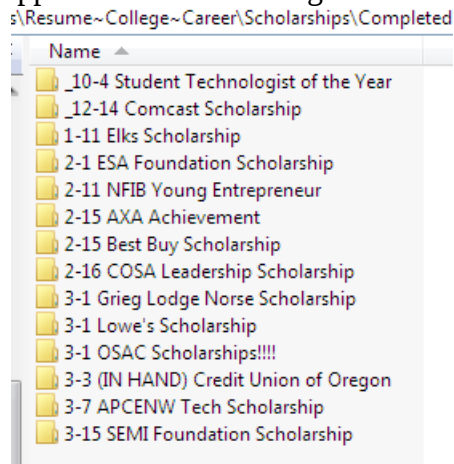 s\Resume~College~Career\Scholarships\Completed
Name
_10-4 Student Technologist of the Year
_12-14 Comcast Scholarship
1-11 Elks Scholarship
2-1 ESA Foundation Scholarship
2-11 NFIB Young Entrepreneur
2-15 AXA Achievement
2-15 Best Buy Scholarship
2-16 COSA Leadership Scholarship
3-1 Grieg Lodge Norse Scholarship
3-1 Lowe's Scholarship
3-1 OSAC Scholarships!!!!
3-3 (IN HAND) Credit Union of Oregon
3-7 APCENW Tech Scholarship
3-15 SEMI Foundation Scholarship